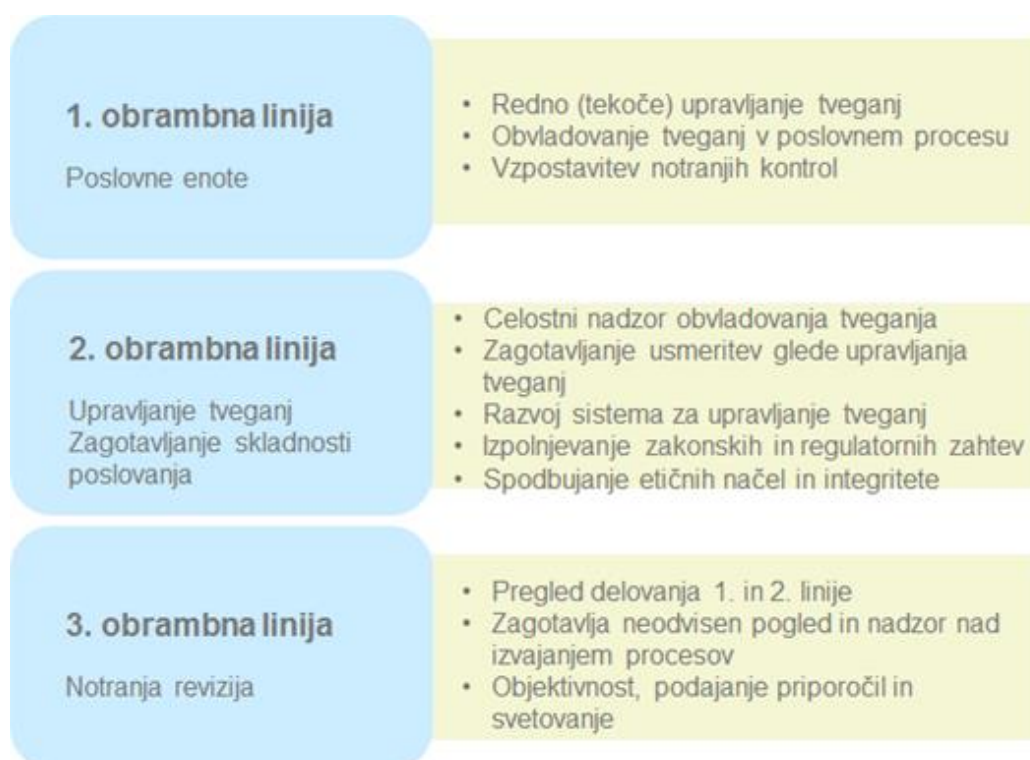 1. obrambna linija
Poslovne enote
• Redno (tekoče) upravljanje tveganj
• Obvladovanje tveganj v poslovnem procesu
• Vzpostavitev notranjih kontrol
2. obrambna linija
Upravljanje tveganj
Zagotavljanje skladnosti
poslovanja
• Celostni nadzor obvladovanja tveganja
• Zagotavljanje usmeritev glede upravljanja
tveganj
• Razvoj sistema za upravljanje tveganj
• Izpolnjevanje zakonskih in regulatornih zahtev
• Spodbujanje etičnih načel in integritete
3. obrambna linija
Notranja revizija
• Pregled delovanja 1. in 2. linije
• Zagotavlja neodvisen pogled in nadzor nad
izvajanjem procesov
• Objektivnost, podajanje priporočil in
svetovanje